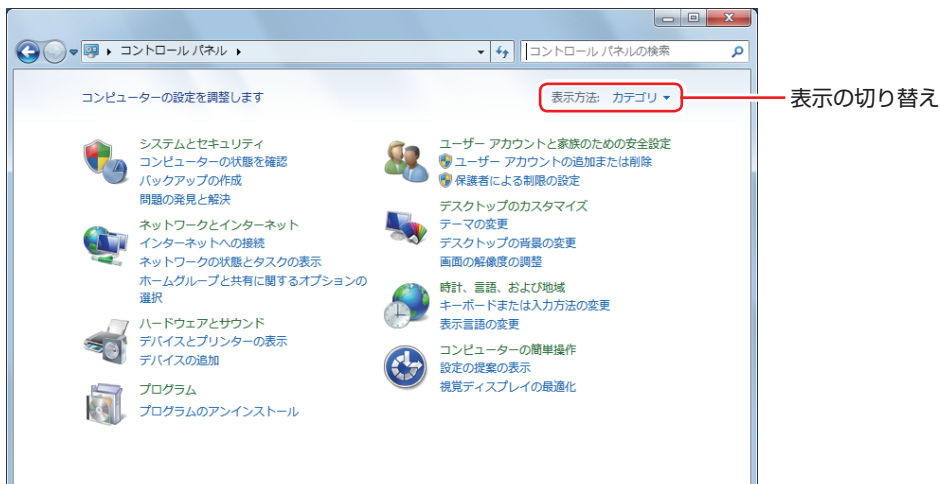 コントロール パネル
コントロール パネルの検索
コンピューターの設定を調整します
表示方法: カテゴリ
表示の切り替え
システムとセキュリティ
コンピューターの状態を確認
バックアップの作成
問題の発見と解決
ネットワークとインターネット
インターネットへの接続
ネットワークの状態とタスクの表示
ホームグループと共有に関するオプションの
選択
ハードウェアとサウンド
デバイスとプリンターの表示
デバイスの追加
プログラム
プログラムのアンインストール
ユーザー アカウントと家族のための安全設定
ユーザー アカウントの追加または削除
保護者による制限の設定
デスクトップのカスタマイズ
テーマの変更
デスクトップの背景の変更
画面の解像度の調整
時計、言語、および地域
キーボードまたは入力方法の変更
表示言語の変更
コンピューターの簡単操作
設定の提案の表示
視覚ディスプレイの最適化